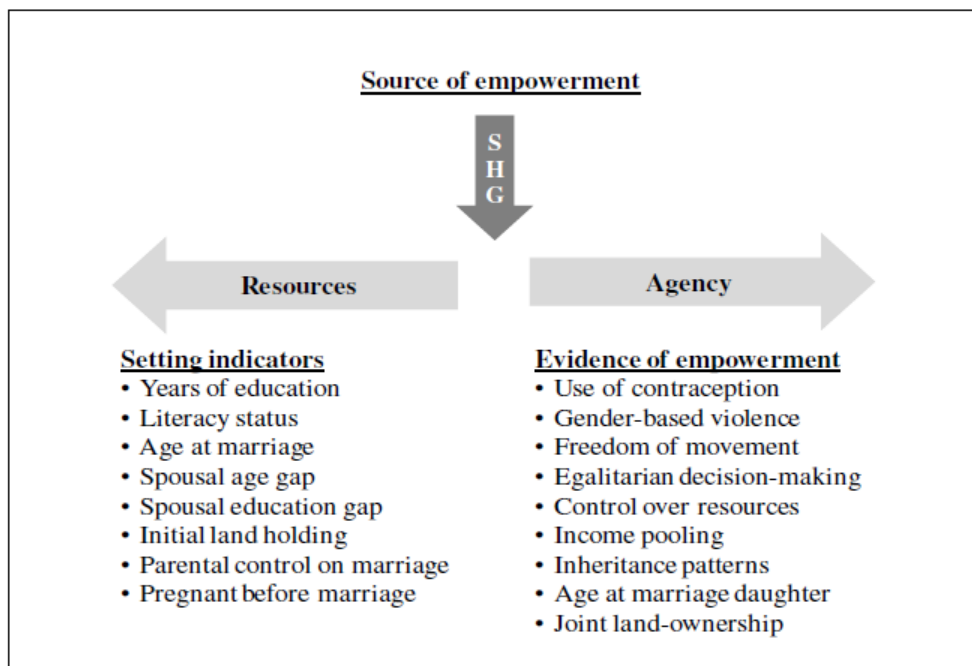 Source of empowerment
S
H
G
Resources
Agency
Setting indicators
• Years of education
• Literacy status
• Age at marriage
• Spousal age gap
• Spousal education gap
• Initial land holding
• Parental control on marriage
• Pregnant before marriage
Evidence of empowerment
• Use of contraception
• Gender-based violence
• Freedom of movement
• Egalitarian decision-making
• Control over resources
• Income pooling
• Inheritance patterns
• Age at marriage daughter
• Joint land-ownership